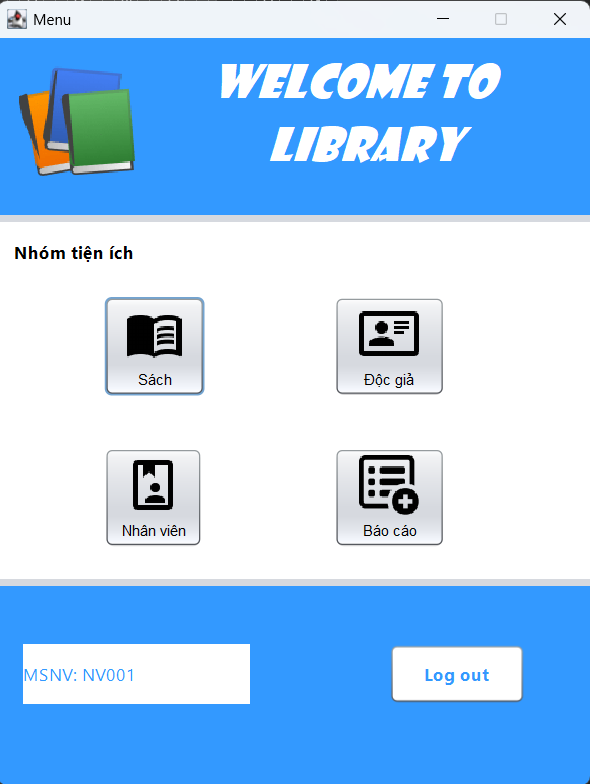 Menu
WELCOME TO
LIBRARY
Nhóm tiện ích
Sách
Độc giả
Nhân viên
Báo cáo
MSNV: NV001
Log out